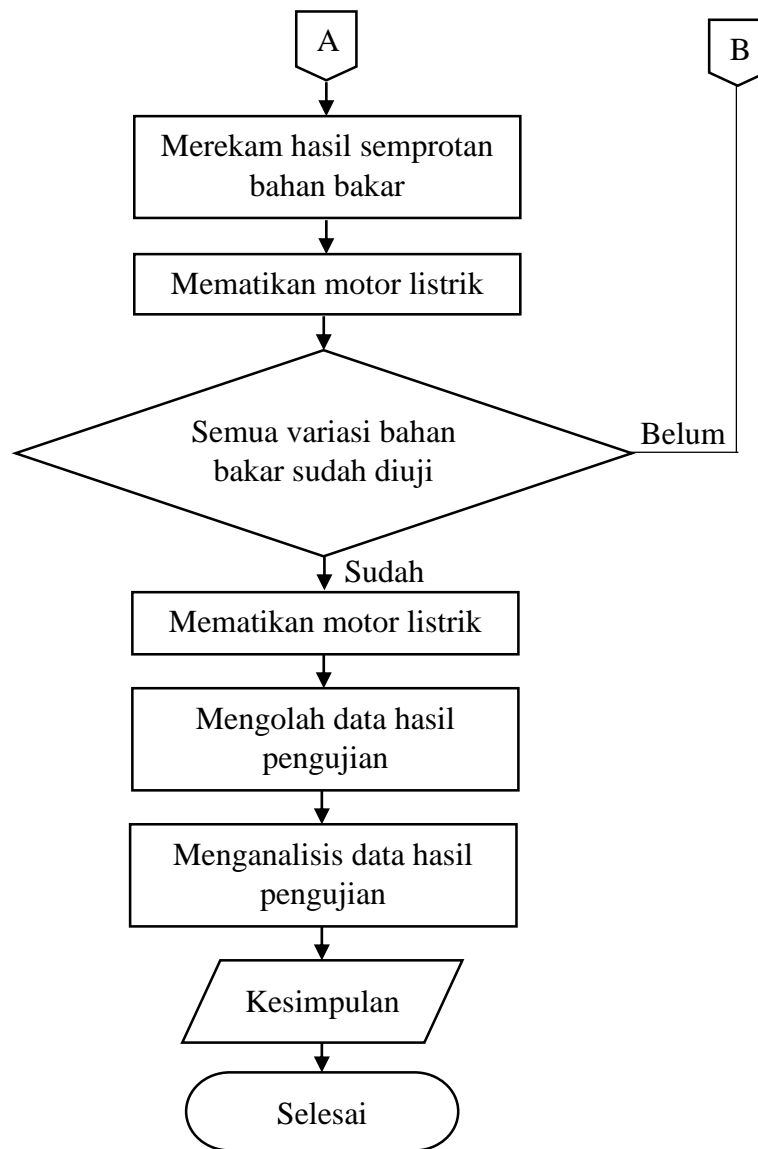 A
B
Merekam hasil semprotan
bahan bakar
Mematikan motor listrik
Semua variasi bahan
bakar sudah diuji
Belum
Sudah
Mematikan motor listrik
Mengolah data hasil
pengujian
Menganalisis data hasil
pengujian
Kesimpulan
Selesai